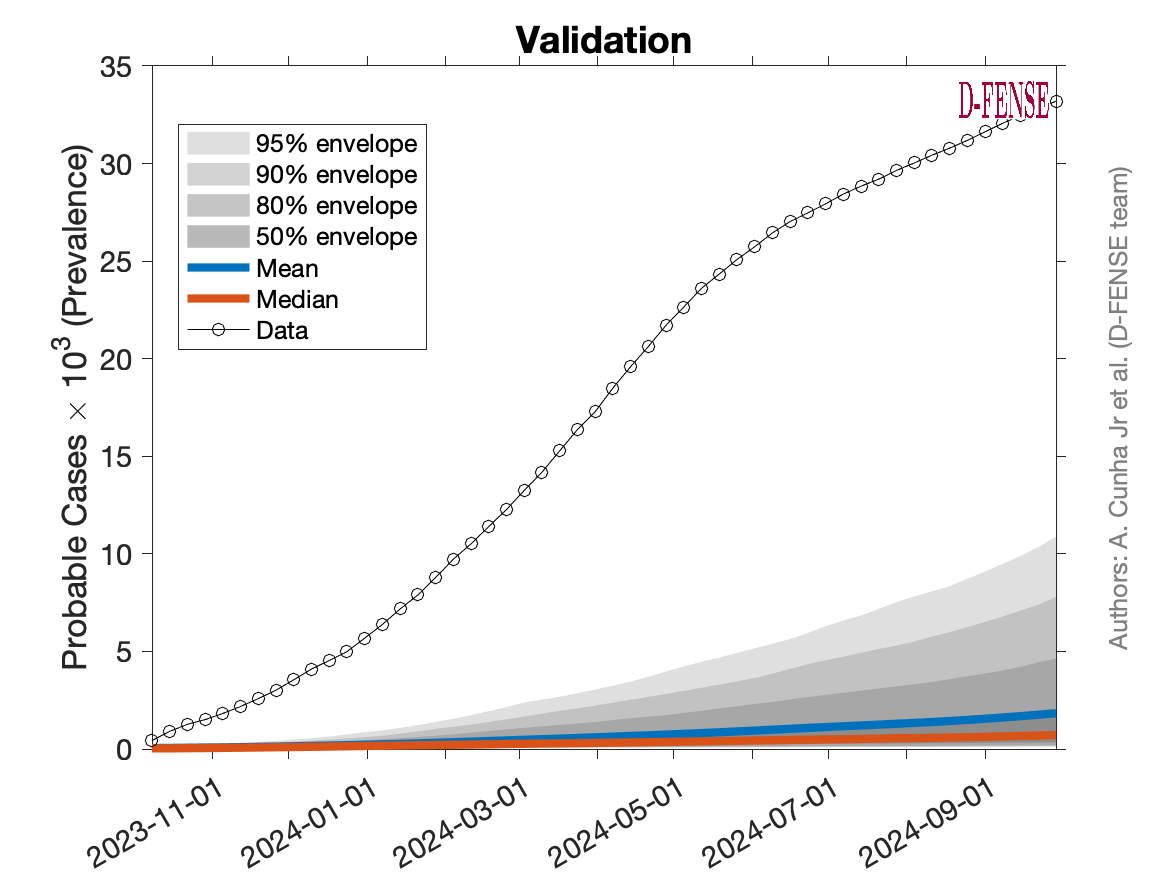 Validation
D-FENSE
35
30
25
20
15
10
5
0
Probable Cases × 10³ (Prevalence)
95% envelope
90% envelope
80% envelope
50% envelope
Mean
Median
Data
2023-11-01
2024-01-01
2024-03-01
2024-05-01
2024-07-01
2024-09-01
Authors: A. Cunha Jr et al. (D-FENSE team)